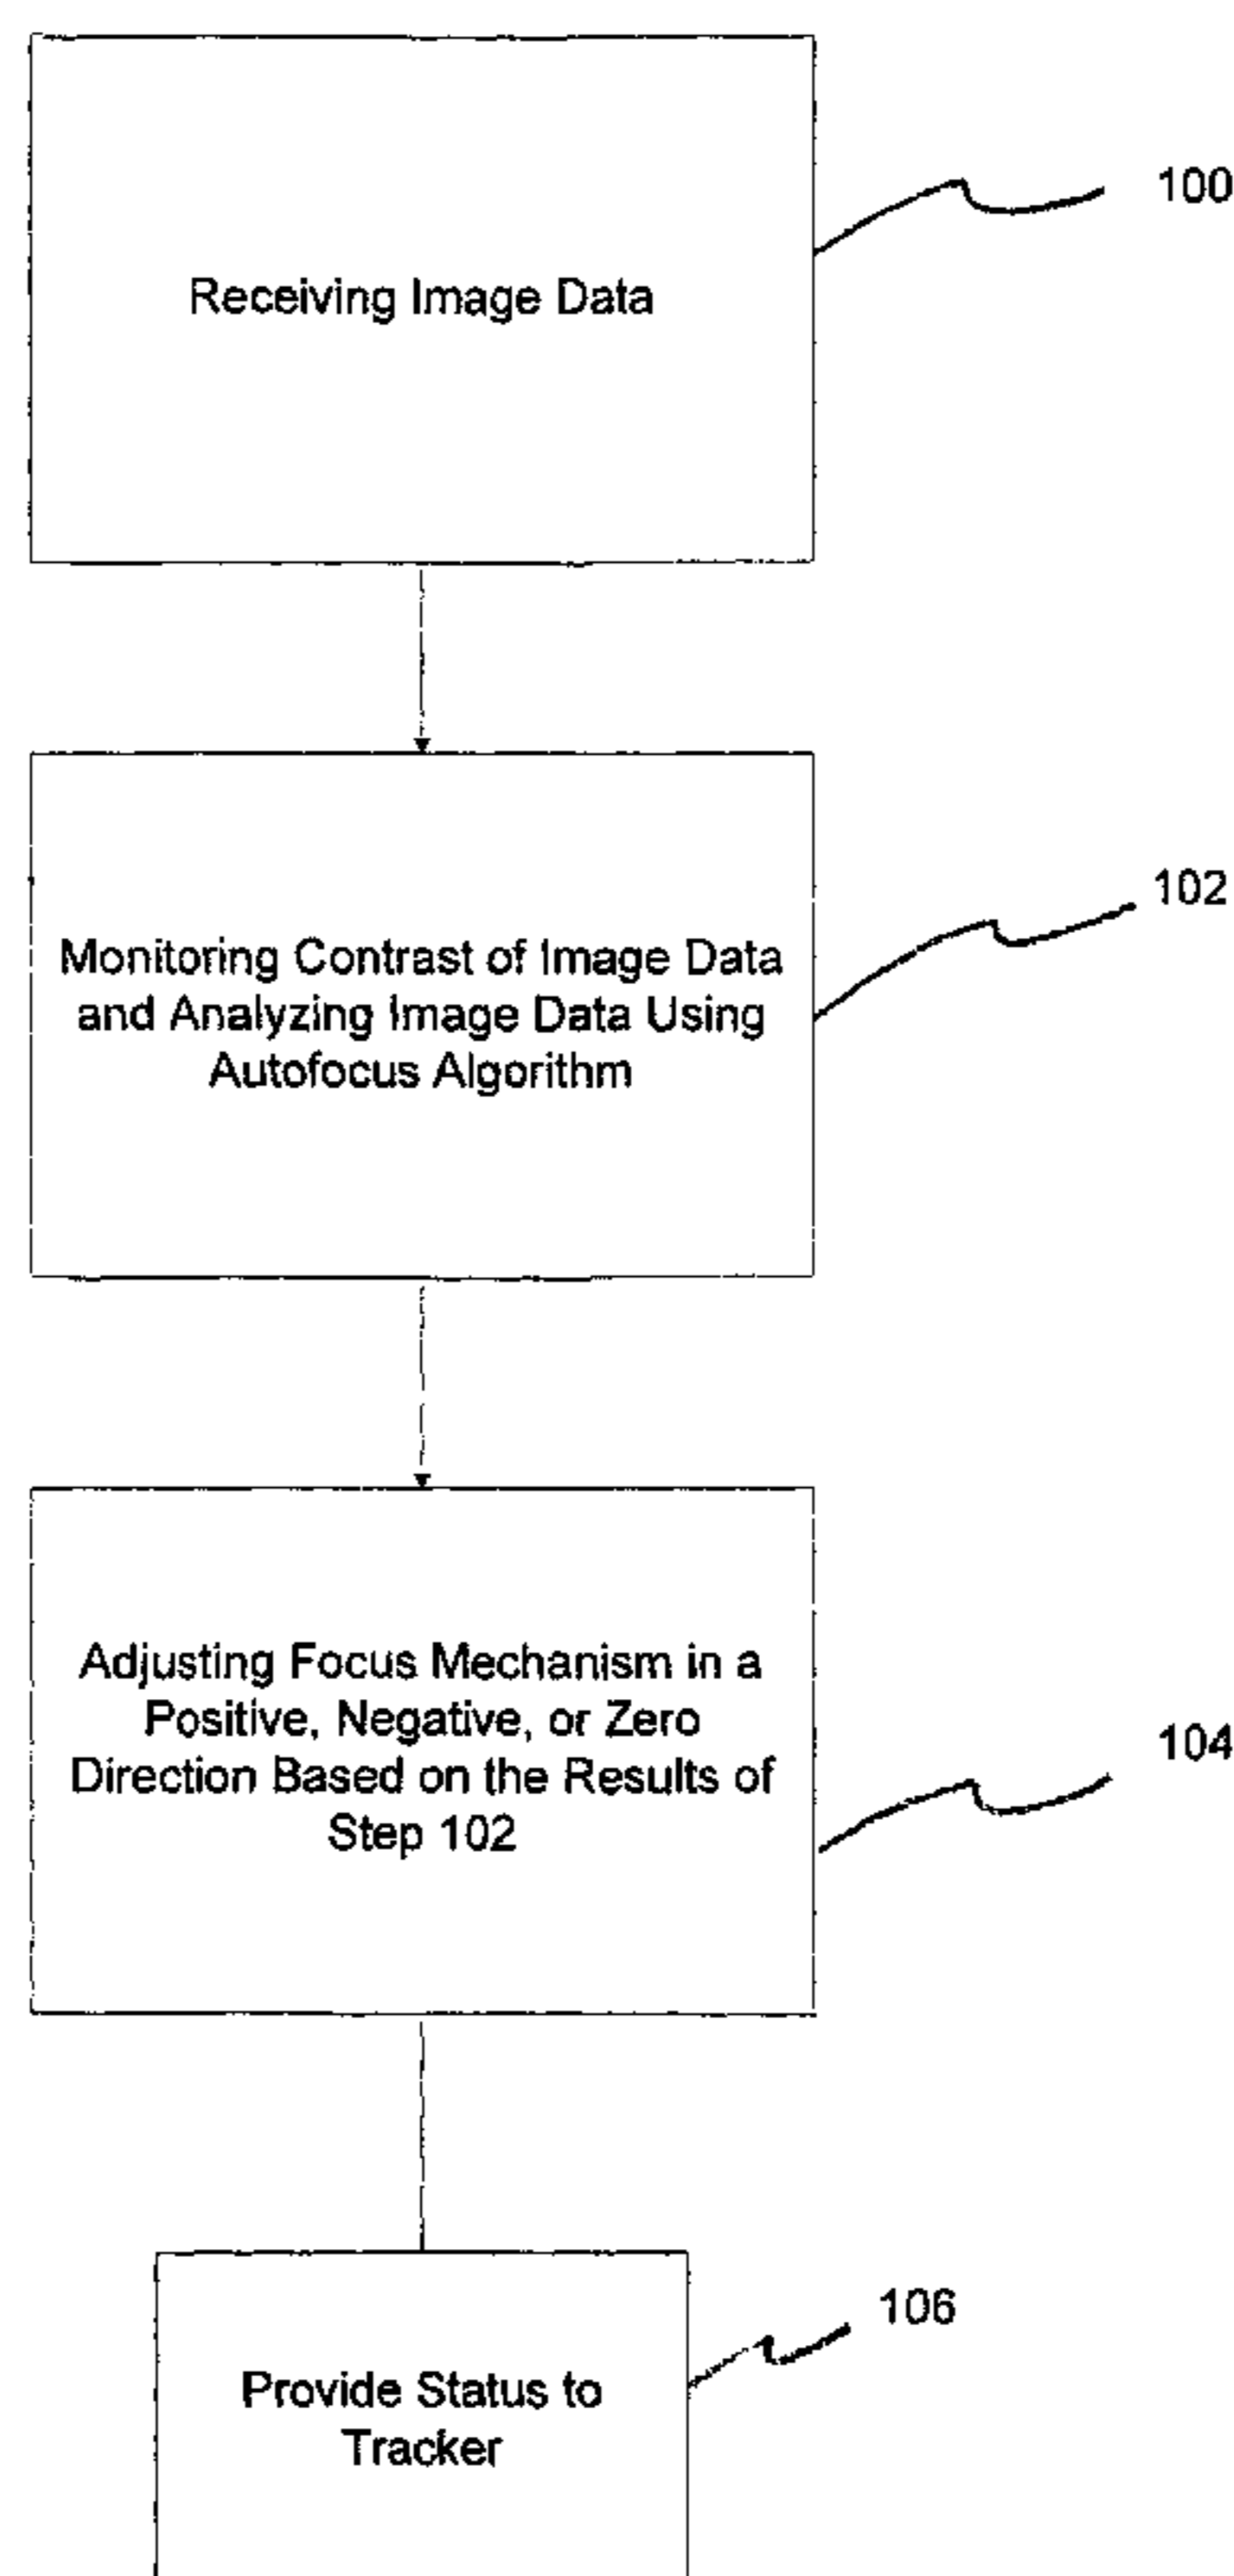 100
Receiving Image Data
102
Monitoring Contrast of Image Data
and Analyzing Image Data Using
Autofocus Algorithm
Adjusting Focus Mechanism in a
Positive, Negative, or Zero
Direction Based on the Results of
Step 102
104
106
Provide Status to
Tracker